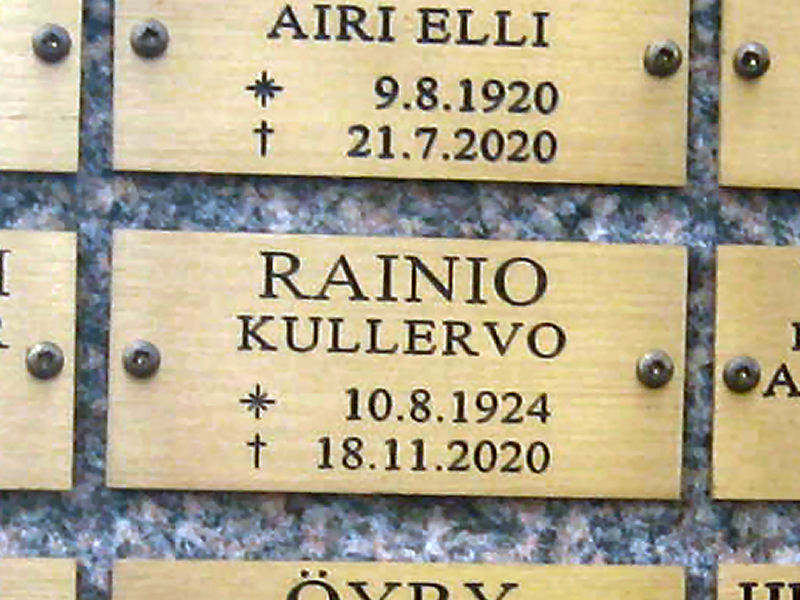 AIRI ELLI
* 9.8.1920
† 21.7.2020
RAINIO
KULLERVO
* 10.8.1924
† 18.11.2020